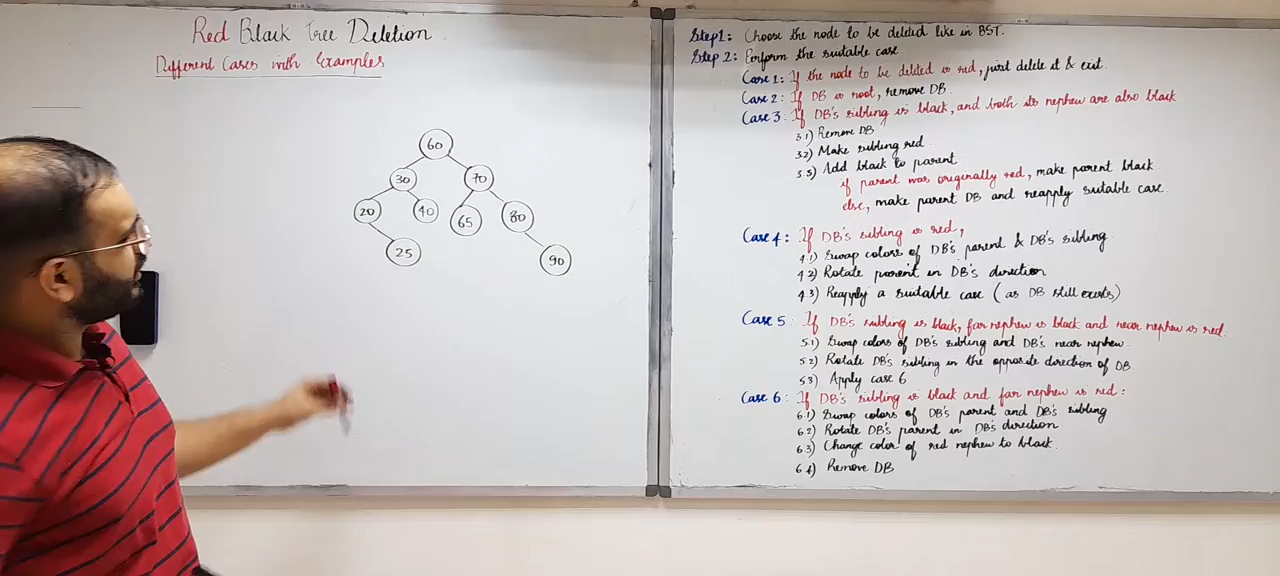 Red Black Tree Deletion
Different Cases with Examples
60
30 70
20 40 65 80
25 90
Step 1: Choose the node to be deleted like in BST.
Step 2: Perform the suitable case
Case 1: If the node to be deleted is red, just delete it & exit.
Case 2: If DB is root, remove DB.
Case 3: If DB's sibling is black, and both its nephew are also black
3.1) Remove DB
3.2) Make sibling red.
3.3) Add black to parent.
if parent was originally red, make parent black.
else, make parent DB and reapply suitable case.
Case 4: If DB's sibling is red,
4.1) Swap colors of DB's parent & DB's sibling
4.2) Rotate parent in DB's direction
4.3) Reapply a suitable case (as DB still exists)
Case 5: If DB's sibling is black, far nephew is black and near nephew is red.
5.1) Swap colors of DB's sibling and DB's near nephew.
5.2) Rotate DB's sibling in the opposite direction of DB.
5.3) Apply case 6
Case 6: If DB's sibling is black and far nephew is red:
6.1) Swap colors of DB's parent and DB's sibling
6.2) Rotate DB's parent in DB's direction
6.3) Change color of red nephew to black.
6.4) Remove DB